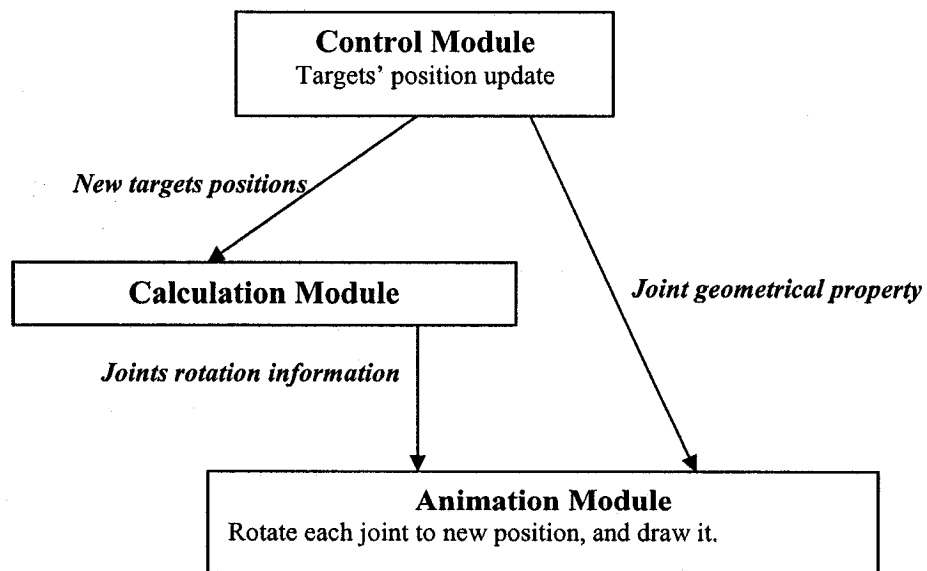 Control Module
Targets' position update
New targets positions
Calculation Module
Joint geometrical property
Joints rotation information
Animation Module
Rotate each joint to new position, and draw it.